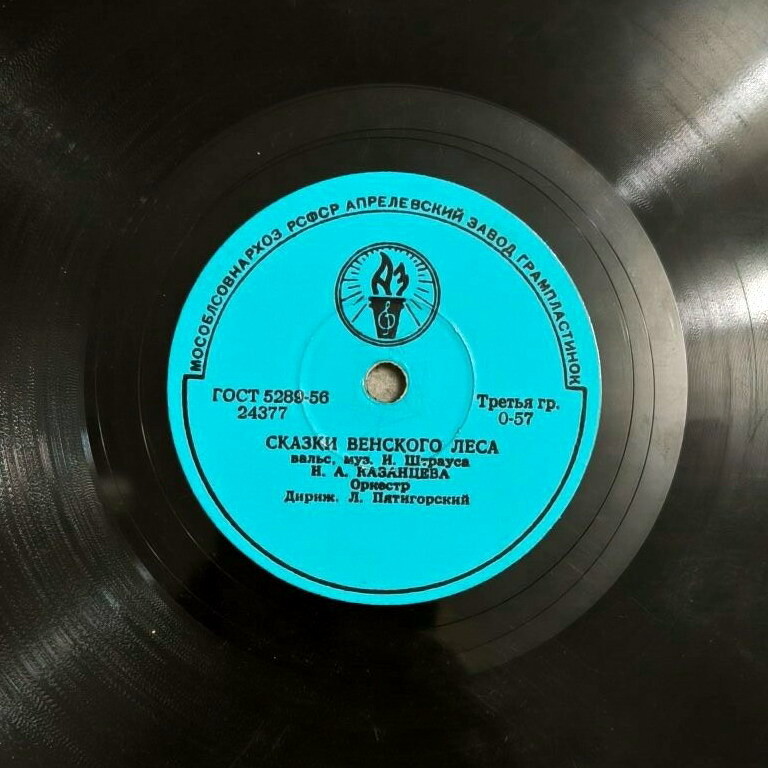 МОСОБЛСОВНАРХОЗ РСФСР АПРЕЛЕВСКИЙ ЗАВОД ГРАМПЛАСТИНОК
АЗ
ГОСТ 5289-56
24377
Третья гр.
0-57
СКАЗКИ ВЕНСКОГО ЛЕСА
вальс, муз. И. Штрауса
Н. А. КАЗАНЦЕВА
Оркестр
Дириж. Л. Пятигорский